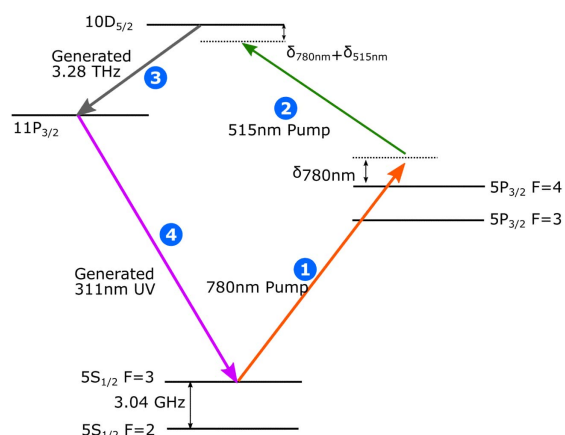 10D5/2
δ780nm+δ515nm
Generated
3.28 THz
3
2
515nm Pump
11P3/2
δ780nm
5P3/2 F=4
5P3/2 F=3
4
1
Generated
311nm UV
780nm Pump
5S1/2 F=3
3.04 GHz
5S1/2 F=2